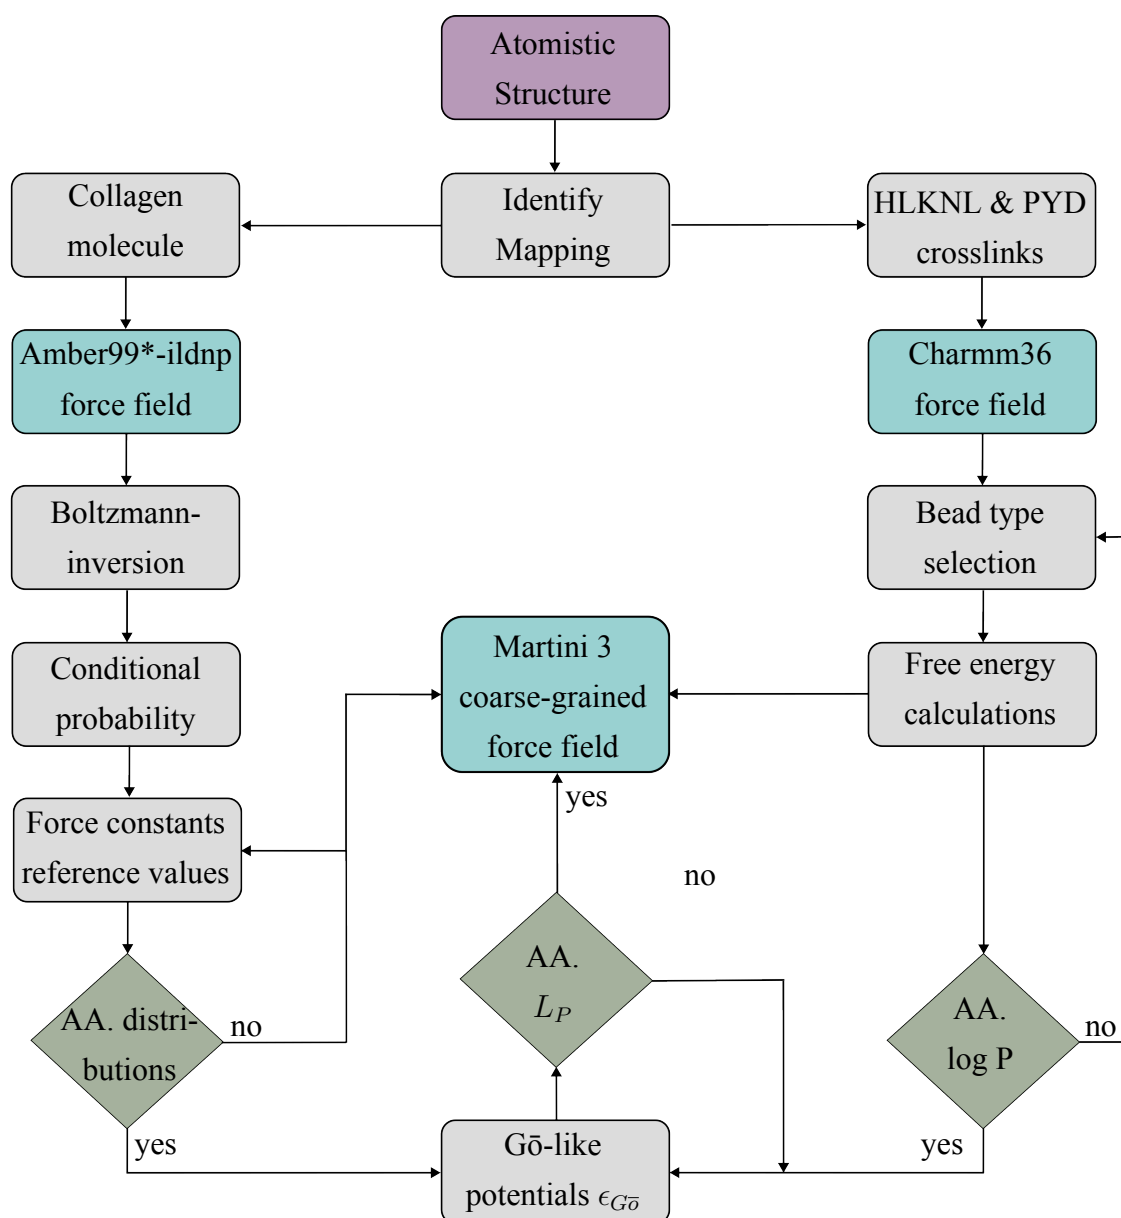 Atomistic
Structure
Collagen
molecule
Identify
Mapping
HLKNL & PYD
crosslinks
Amber99*-ildnp
force field
Charmm36
force field
Boltzmann-
inversion
Bead type
selection
Conditional
probability
Martini 3
coarse-grained
force field
Free energy
calculations
Force constants
reference values
yes
no
AA. distri-
butions
no
AA.
L_P
AA.
log P
no
yes
Gō-like
potentials ϵ_{Gō}
yes